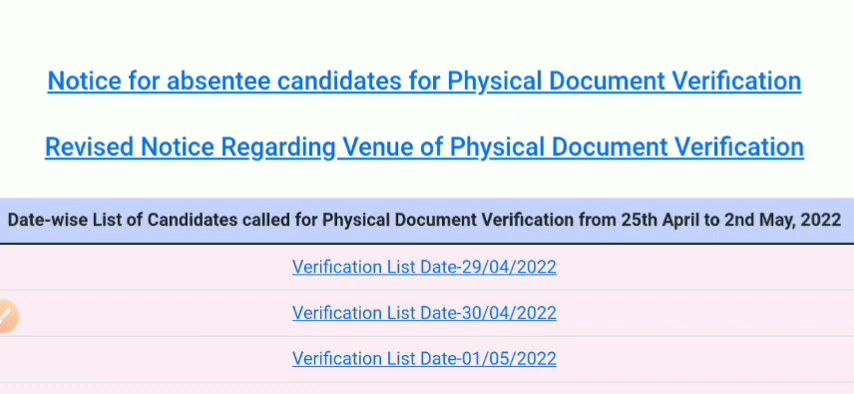 Notice for absentee candidates for Physical Document Verification
Revised Notice Regarding Venue of Physical Document Verification
Date-wise List of Candidates called for Physical Document Verification from 25th April to 2nd May, 2022
Verification List Date-29/04/2022
Verification List Date-30/04/2022
Verification List Date-01/05/2022